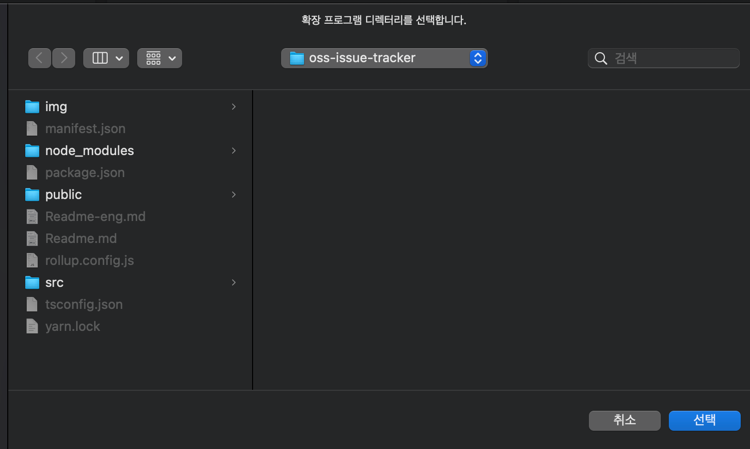 확장 프로그램 디렉터리를 선택합니다.
oss-issue-tracker
검색
img
manifest.json
node_modules
package.json
public
Readme-eng.md
Readme.md
rollup.config.js
src
tsconfig.json
yarn.lock
취소
선택